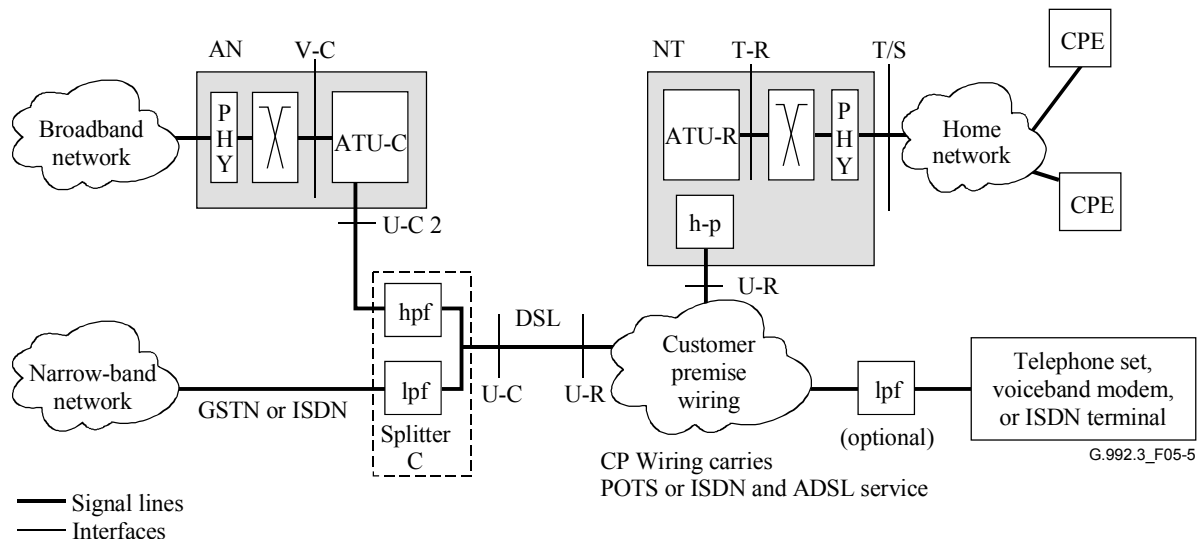 AN
V-C
NT
T-R
T/S
CPE
Broadband
network
P
H
Y
ATU-C
ATU-R
P
H
Y
Home
network
CPE
U-C 2
h-p
U-R
hpf
DSL
Customer
premise
wiring
Narrow-band
network
GSTN or ISDN
lpf
Splitter
C
U-C
U-R
lpf
(optional)
Telephone set,
voiceband modem,
or ISDN terminal
G.992.3_F05-5
CP Wiring carries
POTS or ISDN and ADSL service
Signal lines
Interfaces